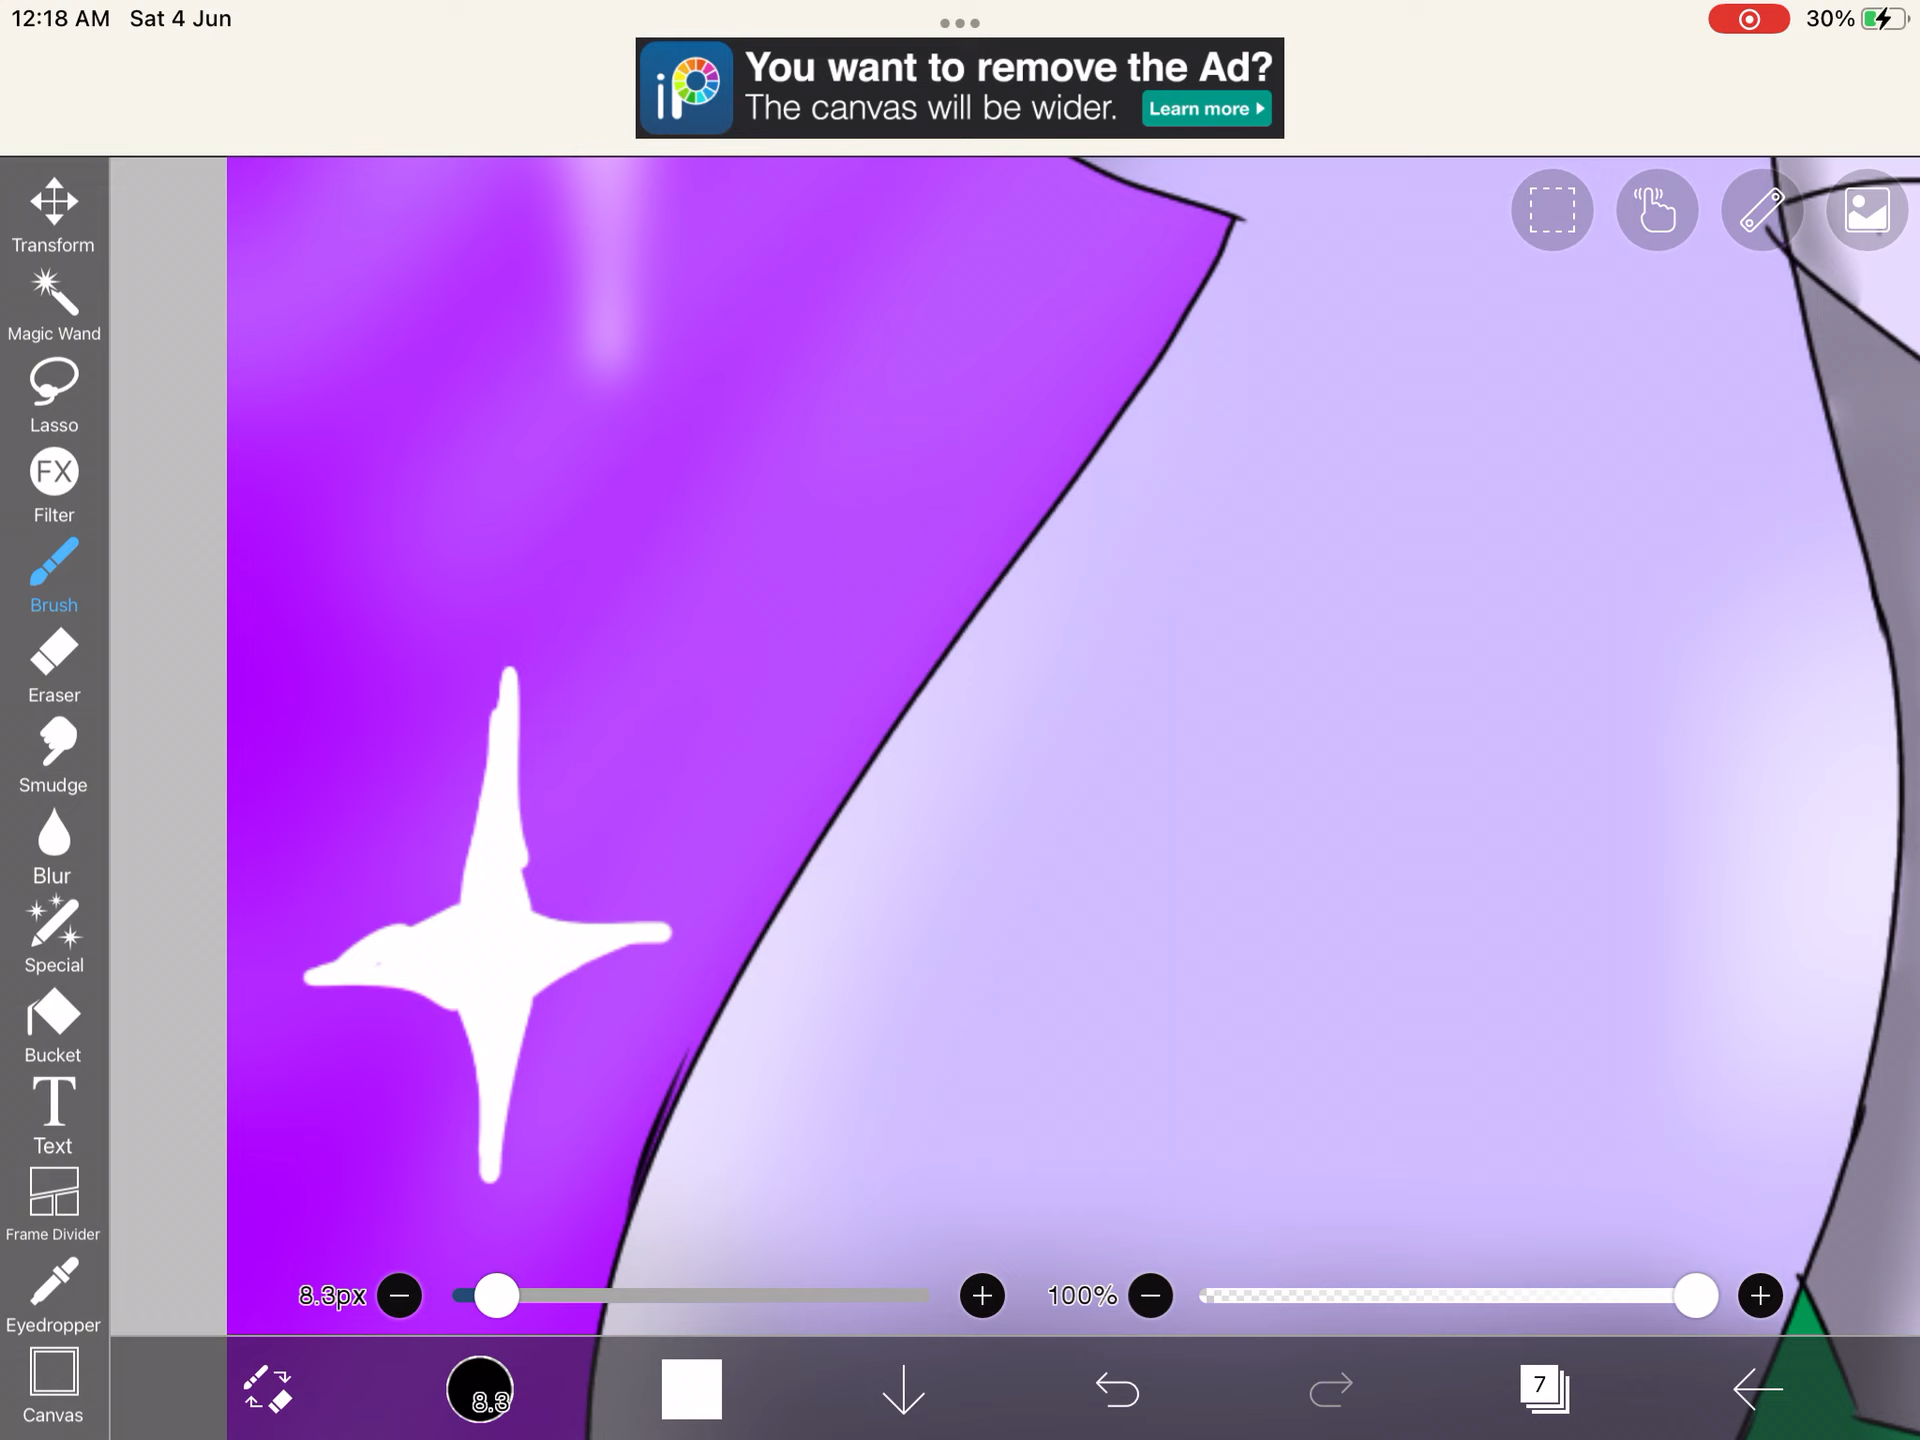 12:18 AM Sat 4 Jun
30%
iP
You want to remove the Ad?
The canvas will be wider.
Learn more
Transform
Magic Wand
Lasso
FX
Filter
Brush
Eraser
Smudge
Blur
Special
Bucket
T
Text
Frame Divider
Eyedropper
Canvas
8.3px
100%
8.3
7